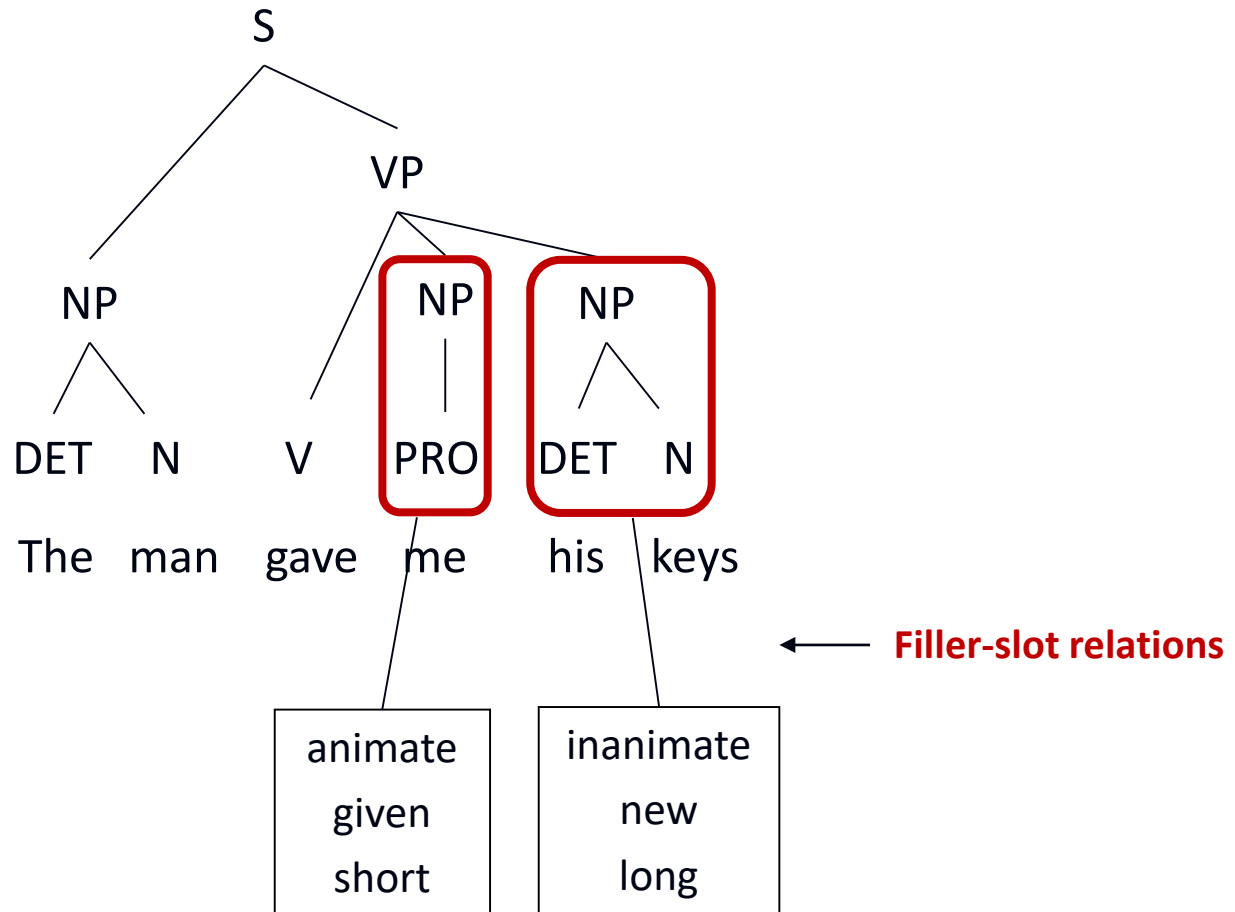 S
VP
NP NP NP
DET N V PRO DET N
The man gave me his keys
Filler-slot relations
animate
given
short
inanimate
new
long